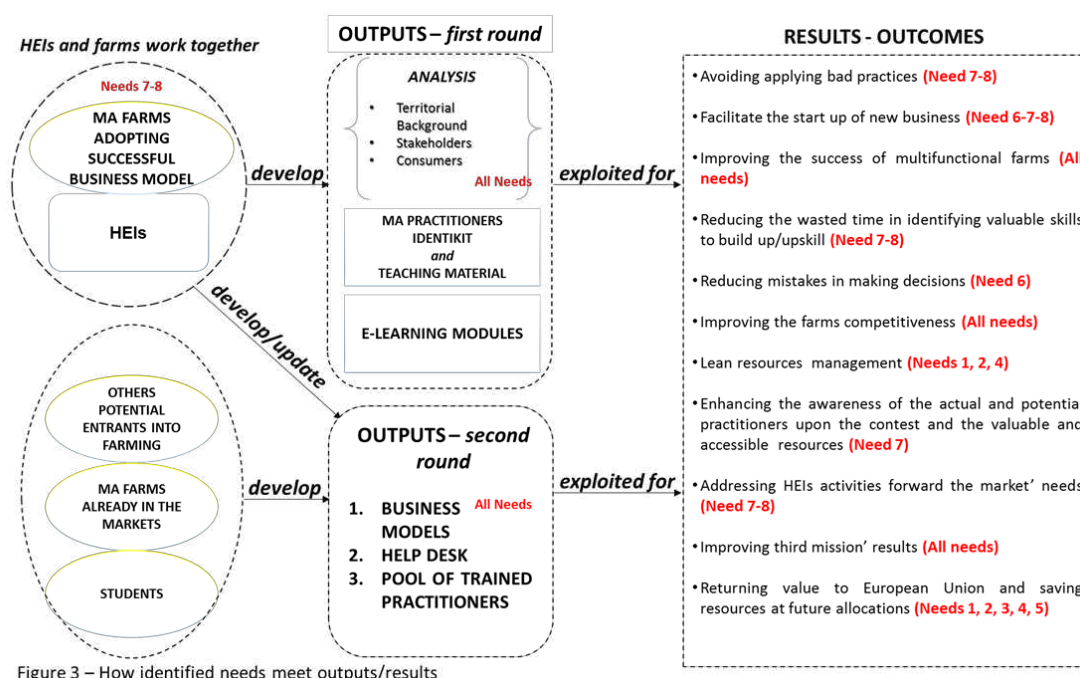 HEIs and farms work together
Needs 7-8
MA FARMS
ADOPTING
SUCCESSFUL
BUSINESS MODEL
HEIs
develop
develop/update
OTHERS
POTENTIAL
ENTRANTS INTO
FARMING
MA FARMS
ALREADY IN THE
MARKETS
STUDENTS
develop
OUTPUTS – first round
ANALYSIS
• Territorial
Background
• Stakeholders
• Consumers
All Needs
MA PRACTITIONERS
IDENTIKIT
and
TEACHING MATERIAL
E-LEARNING MODULES
exploited for
OUTPUTS – second
round
1. BUSINESS All Needs
MODELS
2. HELP DESK
3. POOL OF TRAINED
PRACTITIONERS
exploited for
RESULTS - OUTCOMES
• Avoiding applying bad practices (Need 7-8)
• Facilitate the start up of new business (Need 6-7-8)
• Improving the success of multifunctional farms (All
needs)
• Reducing the wasted time in identifying valuable skills
to build up/upskill (Need 7-8)
• Reducing mistakes in making decisions (Need 6)
• Improving the farms competitiveness (All needs)
• Lean resources management (Needs 1, 2, 4)
• Enhancing the awareness of the actual and potential
practitioners upon the contest and the valuable and
accessible resources (Need 7)
• Addressing HEIs activities forward the market' needs
(Need 7-8)
• Improving third mission' results (All needs)
• Returning value to European Union and saving
resources at future allocations (Needs 1, 2, 3, 4, 5)
Figure 3 – How identified needs meet outputs/results